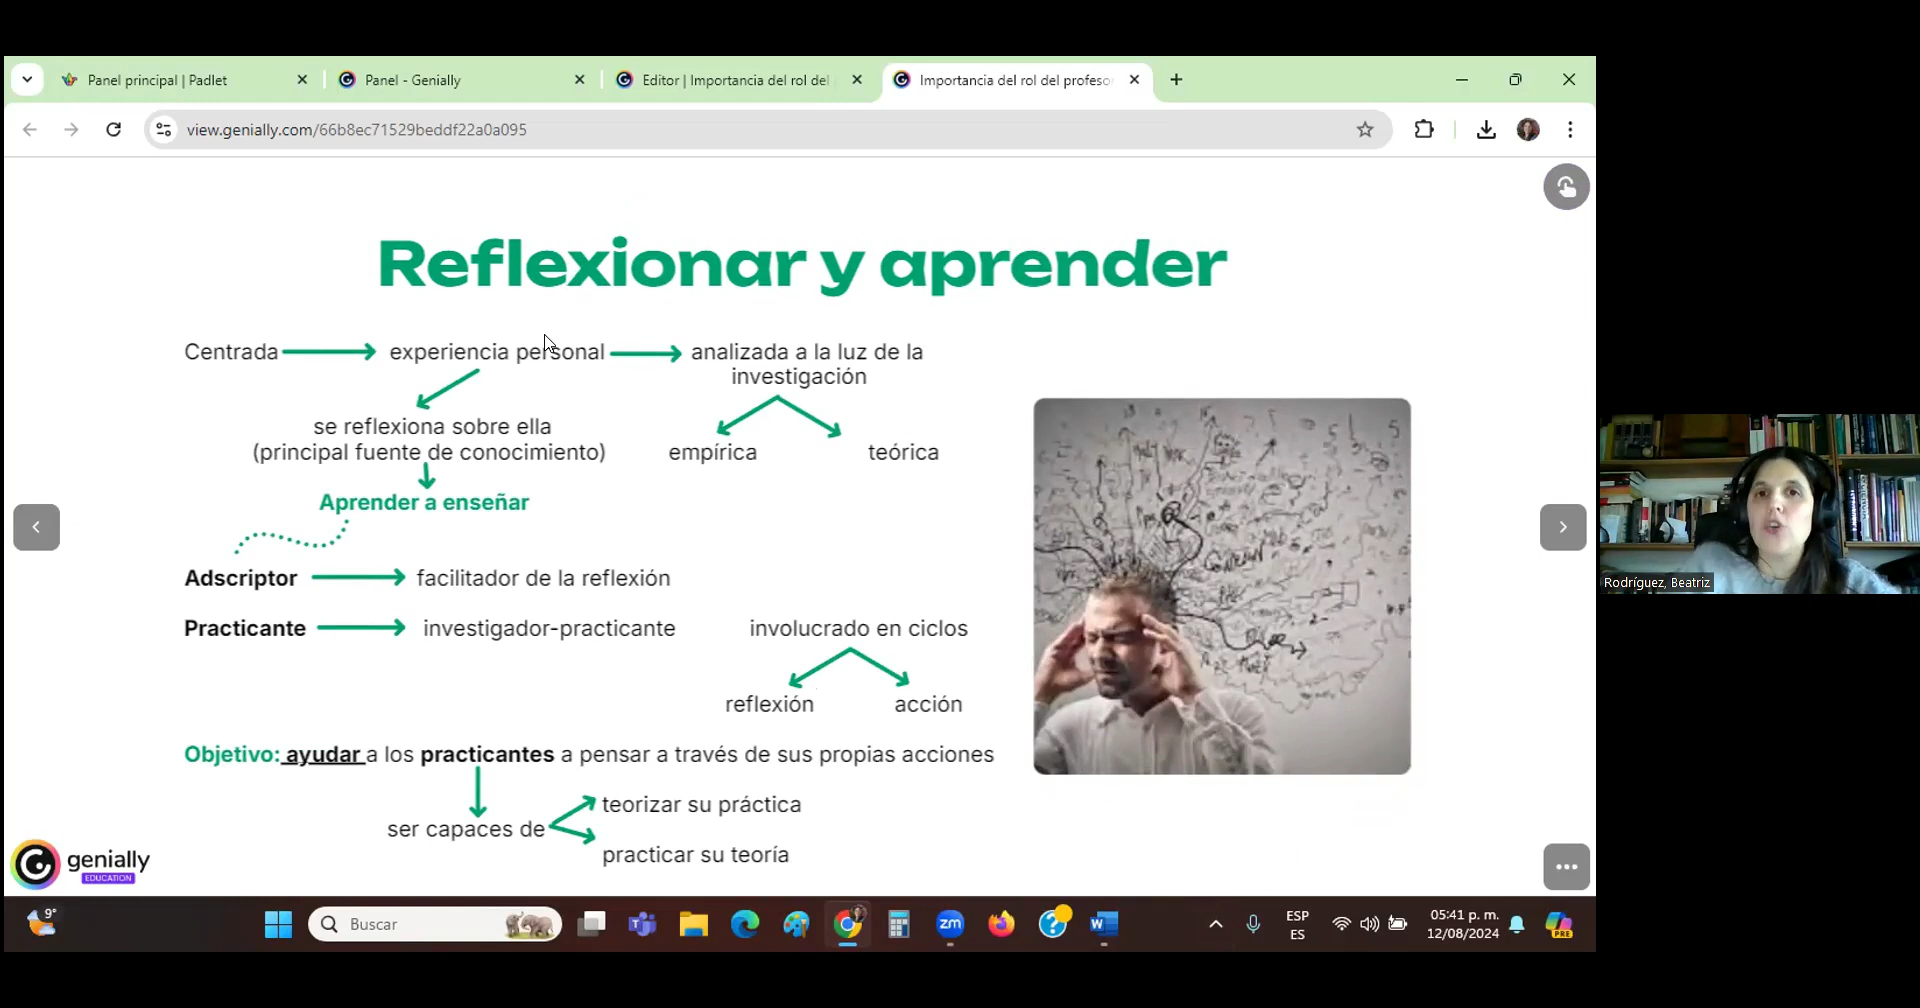 Panel principal | Padlet
Panel - Genially
Editor | Importancia del rol del
Importancia del rol del profeso
view.genially.com/66b8ec71529beddf22a0a095
Reflexionar y aprender
Centrada experiencia personal analizada a la luz de la
investigación
se reflexiona sobre ella
(principal fuente de conocimiento) empírica teórica
Aprender a enseñar
Adscriptor facilitador de la reflexión
Practicante investigador-practicante involucrado en ciclos
reflexión acción
Objetivo: ayudar a los practicantes a pensar a través de sus propias acciones
teorizar su práctica
ser capaces de
practicar su teoría
genially
EDUCATION
Rodríguez, Beatriz
9°
Buscar
zm
W
ESP
ES
05:41 p. m.
12/08/2024
PRE